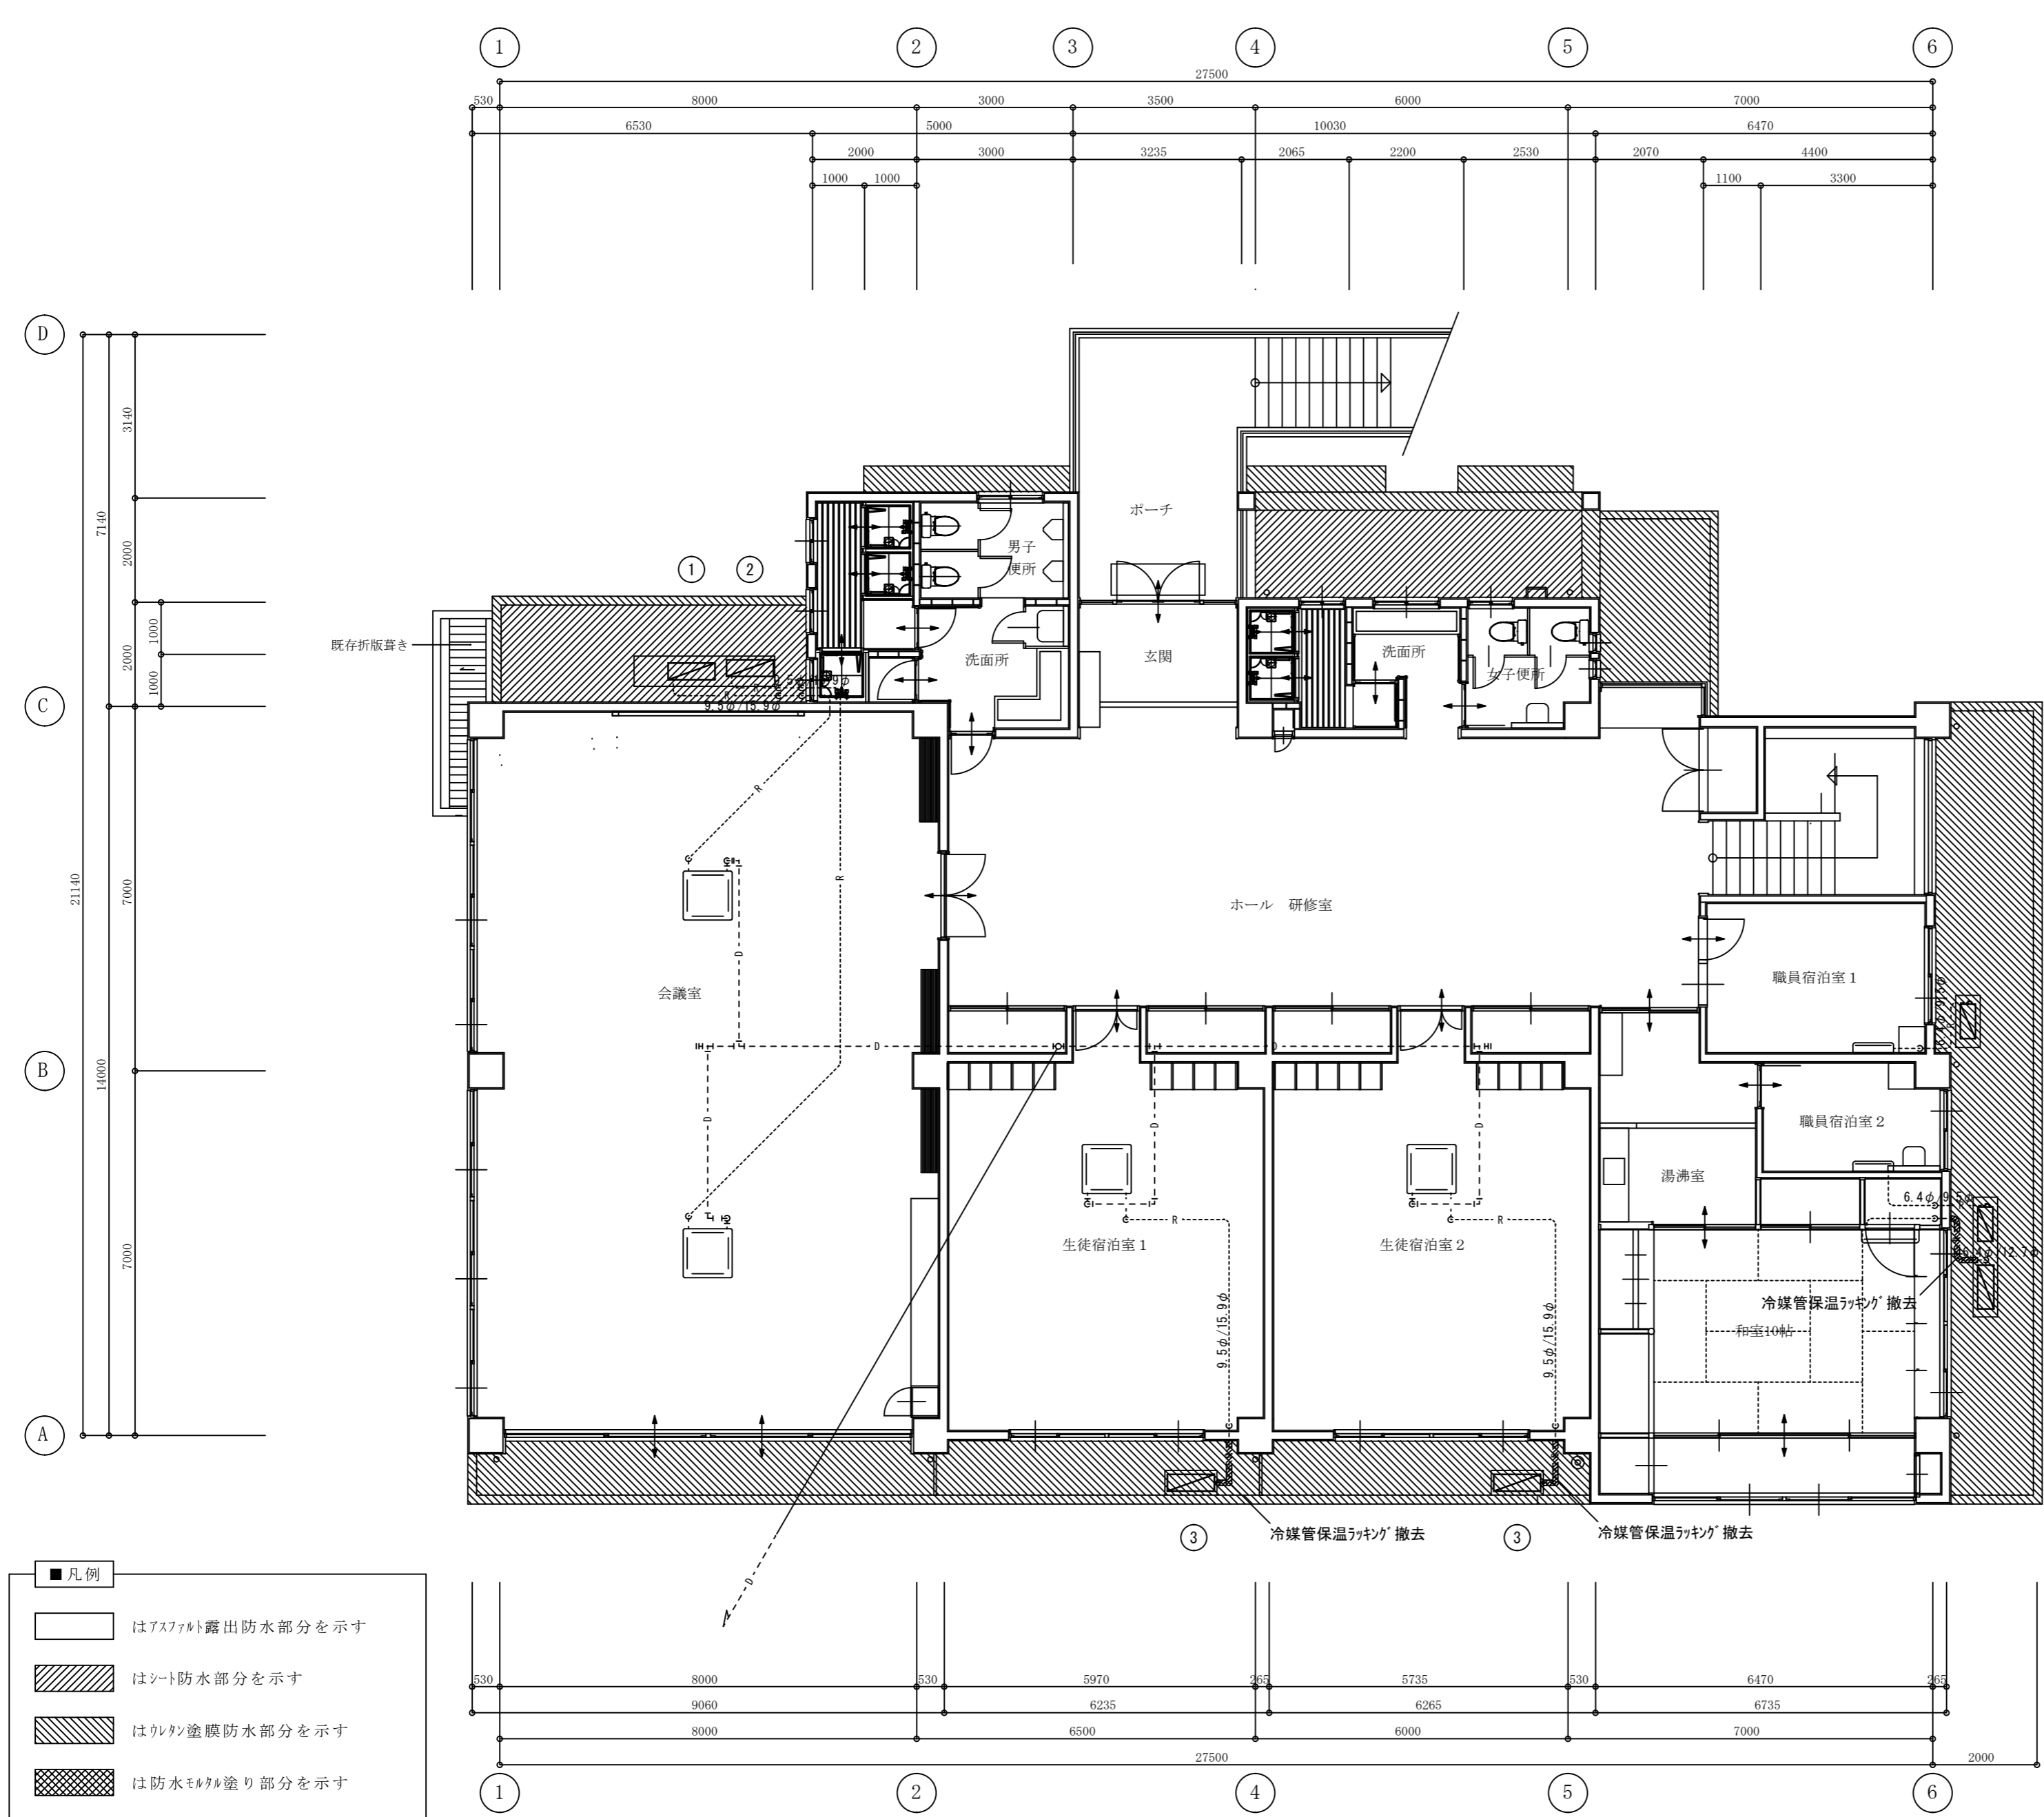 1 2 3 4 5 6
27500
530 8000 3000 3500 6000 7000
6530 5000 10030 6470
2000 3000 3235 2065 2200 2530 2070 4400
1000 1000 1100 3300
D
3140
7140
2000
1000
2000
1000
C
7000
21140
B
14000
7000
A
ポーチ
男子
便所
1 2
既存折版葺き
洗面所
玄関
洗面所
女子便所
9.5φ/15.9φ
R
R
R
D
ホール 研修室
会議室
職員宿泊室1
D
D
D
D
D
職員宿泊室2
湯沸室
6.4φ/9.5φ
生徒宿泊室1
生徒宿泊室2
R
R
9.5φ/15.9φ
9.5φ/15.9φ
冷媒管保温ラッキング撤去
和室10帖
冷媒管保温ラッキング撤去
冷媒管保温ラッキング撤去
3 3
D
■凡例
はアスファルト露出防水部分を示す
はシート防水部分を示す
はウレタン塗膜防水部分を示す
は防水モルタル塗り部分を示す
530 8000 530 5970 265 5735 530 6470 265
9060 6235 6265 6735
8000 6500 6000 7000
27500 2000
1 2 4 5 6